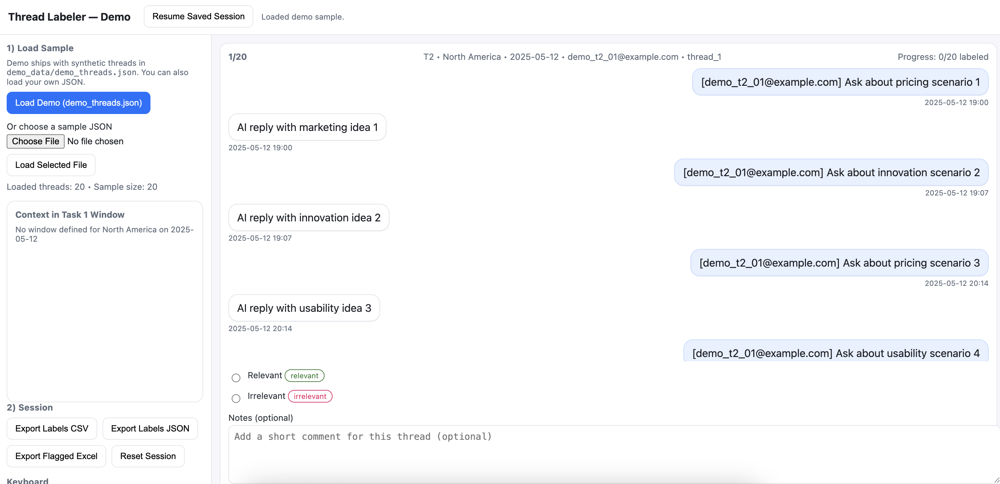 Thread Labeler — Demo
Resume Saved Session
Loaded demo sample.
1) Load Sample
Demo ships with synthetic threads in
demo_data/demo_threads.json. You can also
load your own JSON.
Load Demo (demo_threads.json)
Or choose a sample JSON
Choose File No file chosen
Load Selected File
Loaded threads: 20 • Sample size: 20
Context in Task 1 Window
No window defined for North America on 2025-
05-12
2) Session
Export Labels CSV
Export Labels JSON
Export Flagged Excel
Reset Session
Keyboard
1/20
T2 • North America • 2025-05-12 • demo_t2_01@example.com • thread_1
Progress: 0/20 labeled
[demo_t2_01@example.com] Ask about pricing scenario 1
2025-05-12 19:00
AI reply with marketing idea 1
2025-05-12 19:00
[demo_t2_01@example.com] Ask about innovation scenario 2
2025-05-12 19:07
AI reply with innovation idea 2
2025-05-12 19:07
[demo_t2_01@example.com] Ask about pricing scenario 3
2025-05-12 20:14
AI reply with usability idea 3
2025-05-12 20:14
[demo_t2_01@example.com] Ask about usability scenario 4
Relevant relevant
Irrelevant irrelevant
Notes (optional)
Add a short comment for this thread (optional)